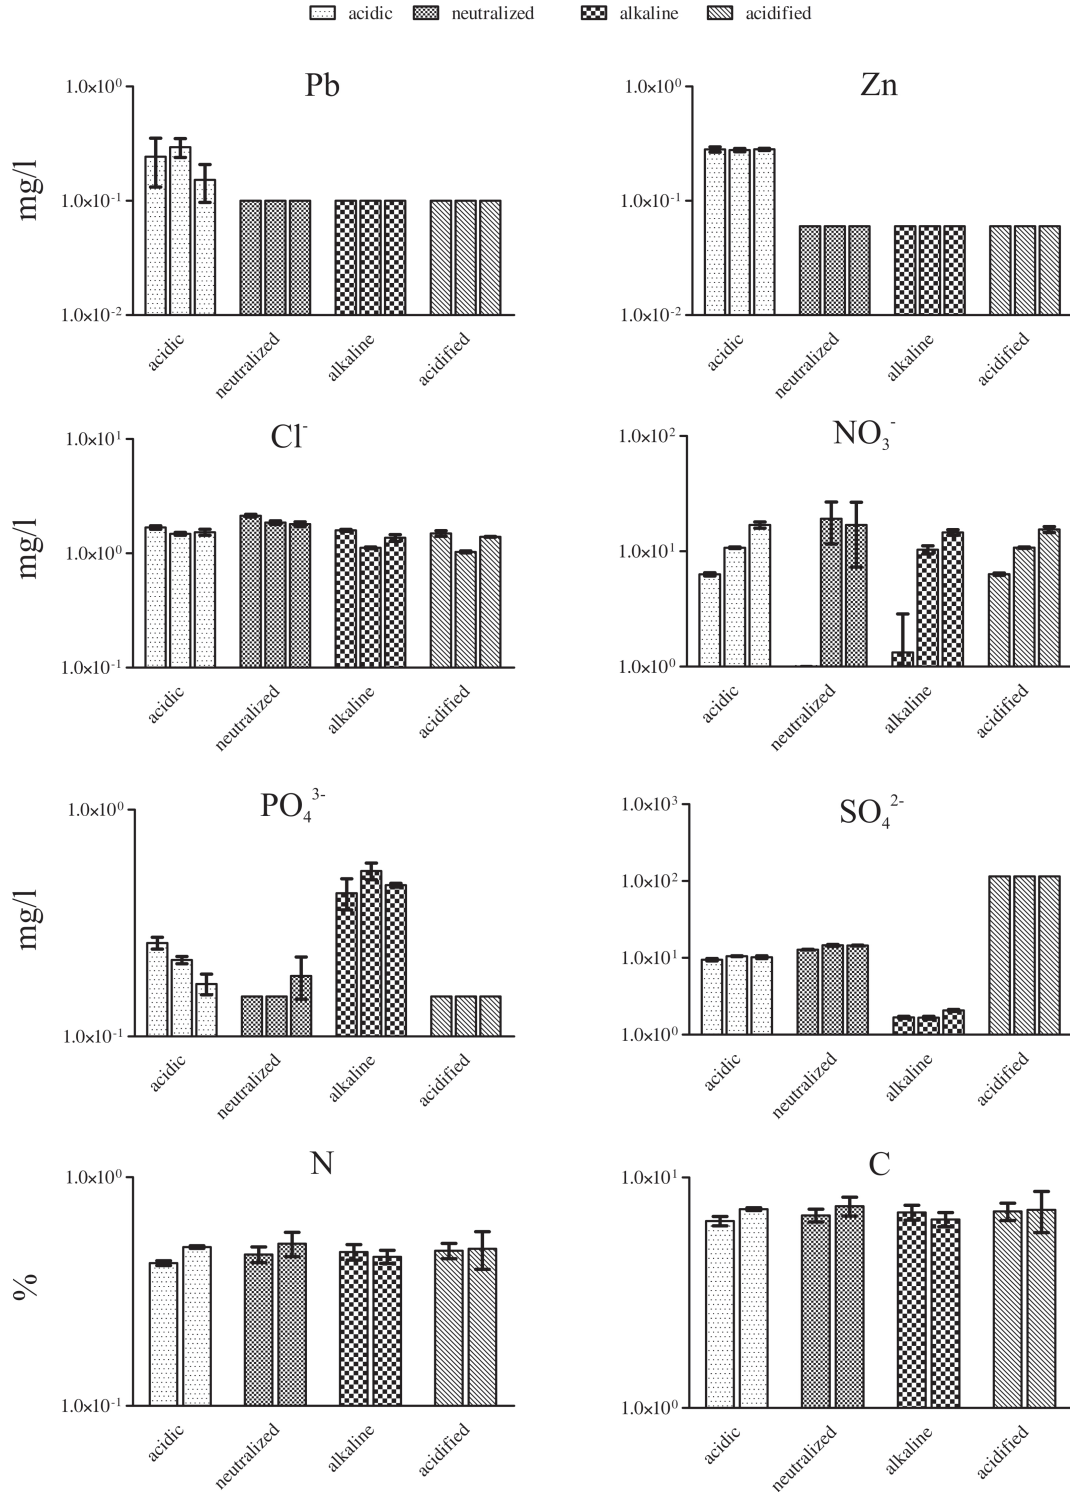 acidic neutralized alkaline acidified
Pb
1.0×10⁰
1.0×10⁻¹
1.0×10⁻²
mg/l
acidic neutralized alkaline acidified
Zn
1.0×10⁰
1.0×10⁻¹
1.0×10⁻²
acidic neutralized alkaline acidified
Cl⁻
1.0×10¹
1.0×10⁰
1.0×10⁻¹
mg/l
acidic neutralized alkaline acidified
NO₃⁻
1.0×10²
1.0×10¹
1.0×10⁰
acidic neutralized alkaline acidified
PO₄³⁻
1.0×10⁰
1.0×10⁻¹
mg/l
acidic neutralized alkaline acidified
SO₄²⁻
1.0×10³
1.0×10²
1.0×10¹
1.0×10⁰
acidic neutralized alkaline acidified
N
1.0×10⁰
1.0×10⁻¹
%
acidic neutralized alkaline acidified
C
1.0×10¹
1.0×10⁰
acidic neutralized alkaline acidified